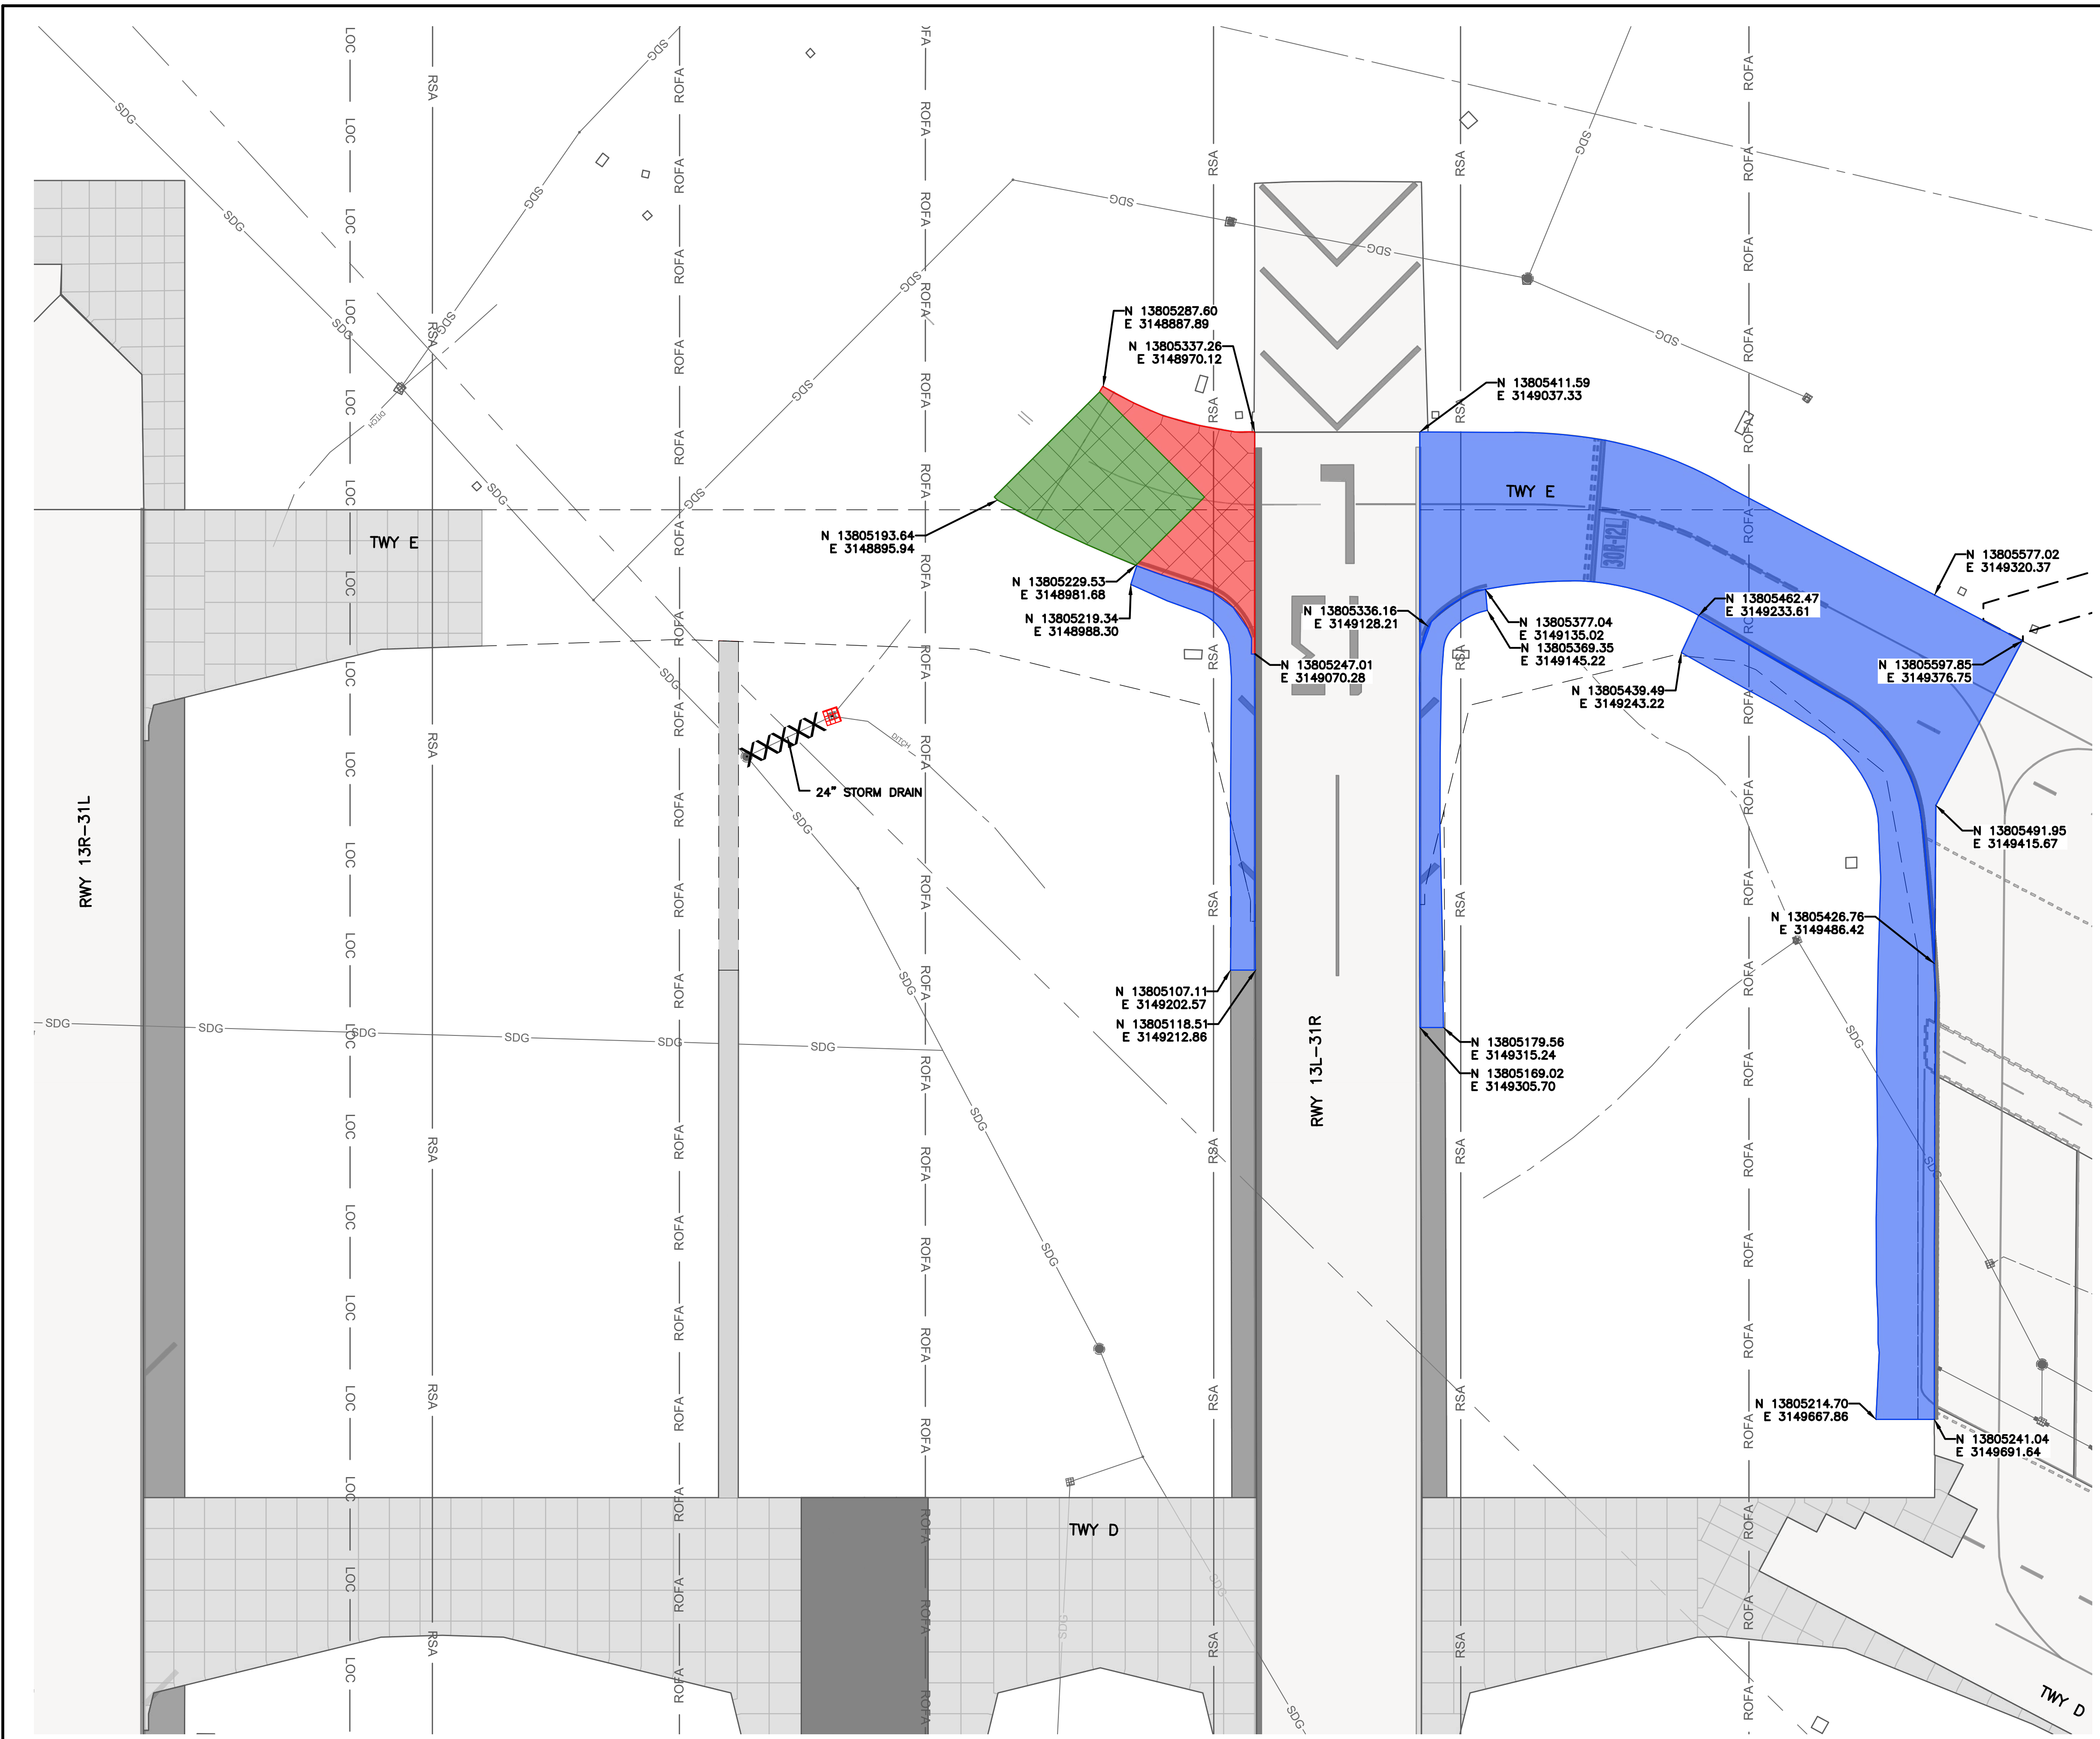 LOC
RSA
ROFA
SDG
DITCH
N 13805287.60
E 3148887.89
N 13805337.26
E 3148970.12
N 13805411.59
E 3149037.33
TWY E
30R-12L
TWY E
N 13805193.64
E 3148895.94
N 13805577.02
E 3149320.37
N 13805229.53
E 3148981.68
N 13805219.34
E 3148988.30
N 13805336.16
E 3149128.21
N 13805377.04
E 3149135.02
N 13805369.35
E 3149145.22
N 13805462.47
E 3149233.61
N 13805247.01
E 3149070.28
N 13805597.85
E 3149376.75
N 13805439.49
E 3149243.22
DITCH
24" STORM DRAIN
RWY 13R-31L
N 13805491.95
E 3149415.67
N 13805426.76
E 3149486.42
N 13805107.11
E 3149202.57
N 13805118.51
E 3149212.86
RWY 13L-31R
N 13805179.56
E 3149315.24
N 13805169.02
E 3149305.70
N 13805214.70
E 3149667.86
N 13805241.04
E 3149691.64
TWY D
TWY D